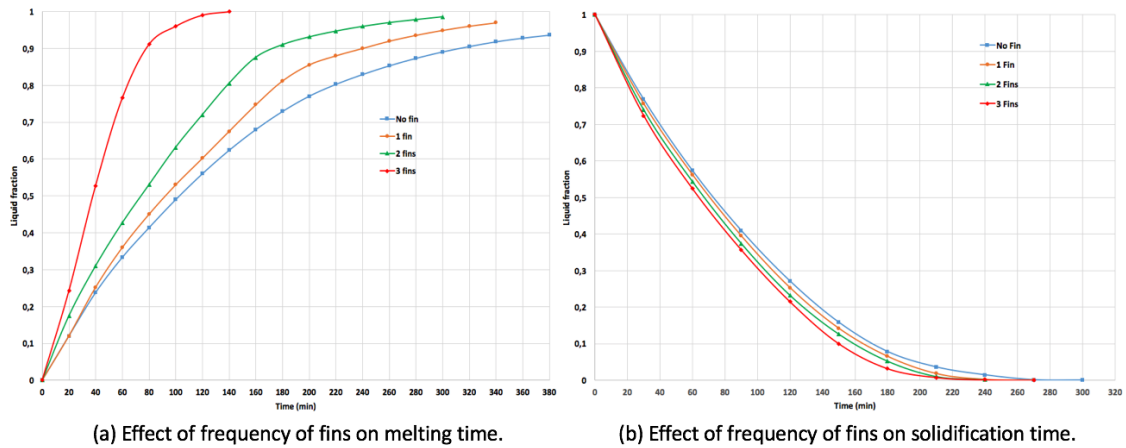 1
0,9
0,8
0,7
0,6
0,5
0,4
0,3
0,2
0,1
0
Liquid fraction
0 20 40 60 80 100 120 140 160 180 200 220 240 260 280 300 320 340 360 380
Time (min)
No fin
1 fin
2 fins
3 fins
(a) Effect of frequency of fins on melting time.
1
0,9
0,8
0,7
0,6
0,5
0,4
0,3
0,2
0,1
0
Liquid fraction
0 20 40 60 80 100 120 140 160 180 200 220 240 260 280 300 320
Time (min)
No Fin
1 Fin
2 Fins
3 Fins
(b) Effect of frequency of fins on solidification time.